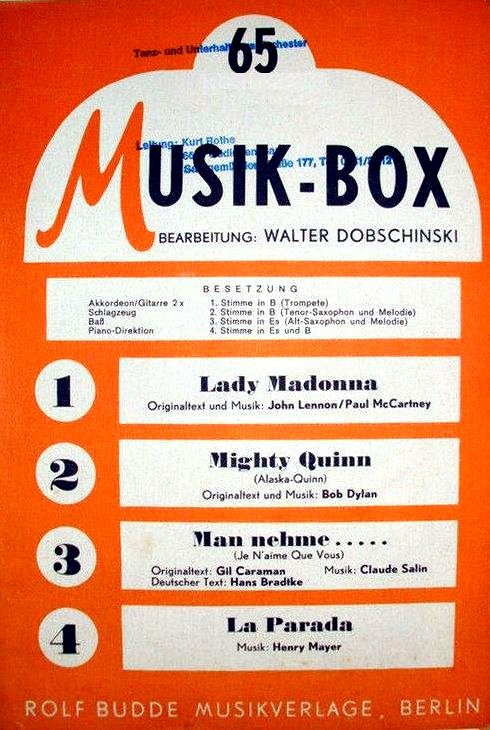 65
Tanz- und Unterhaltungsorchester
Leitung: Kurt Bothe
MUSIK-BOX
BEARBEITUNG: WALTER DOBSCHINSKI
BESETZUNG
Akkordeon/Gitarre 2 x 1. Stimme in B (Trompete)
Schlagzeug 2. Stimme in B (Tenor-Saxophon und Melodie)
Baß 3. Stimme in Es (Alt-Saxophon und Melodie)
Piano-Direktion 4. Stimme in Es und B
1 Lady Madonna
Originaltext und Musik: John Lennon/Paul McCartney
2 Mighty Quinn
(Alaska-Quinn)
Originaltext und Musik: Bob Dylan
3 Man nehme.....
(Je N'aime Que Vous)
Originaltext: Gil Caraman Musik: Claude Salin
Deutscher Text: Hans Bradtke
4 La Parada
Musik: Henry Mayer
ROLF BUDDE MUSIKVERLAGE, BERLIN